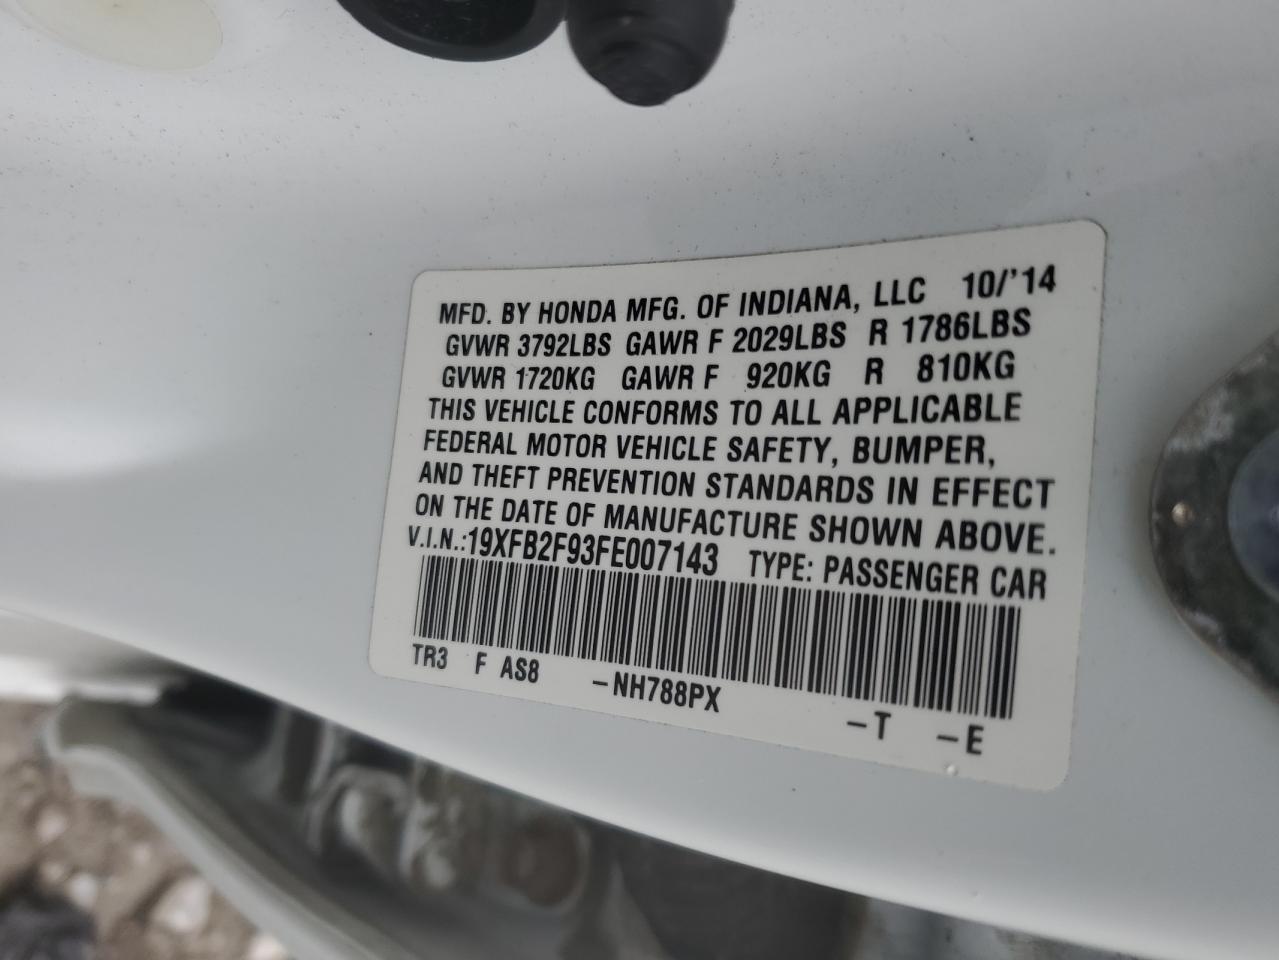 MFD. BY HONDA MFG. OF INDIANA, LLC 10/'14
GVWR 3792LBS GAWR F 2029LBS R 1786LBS
GVWR 1720KG GAWR F 920KG R 810KG
THIS VEHICLE CONFORMS TO ALL APPLICABLE
FEDERAL MOTOR VEHICLE SAFETY, BUMPER,
AND THEFT PREVENTION STANDARDS IN EFFECT
ON THE DATE OF MANUFACTURE SHOWN ABOVE.
V.I.N.:19XFB2F93FE007143 TYPE: PASSENGER CAR
TR3 F AS8 -NH788PX -T -E